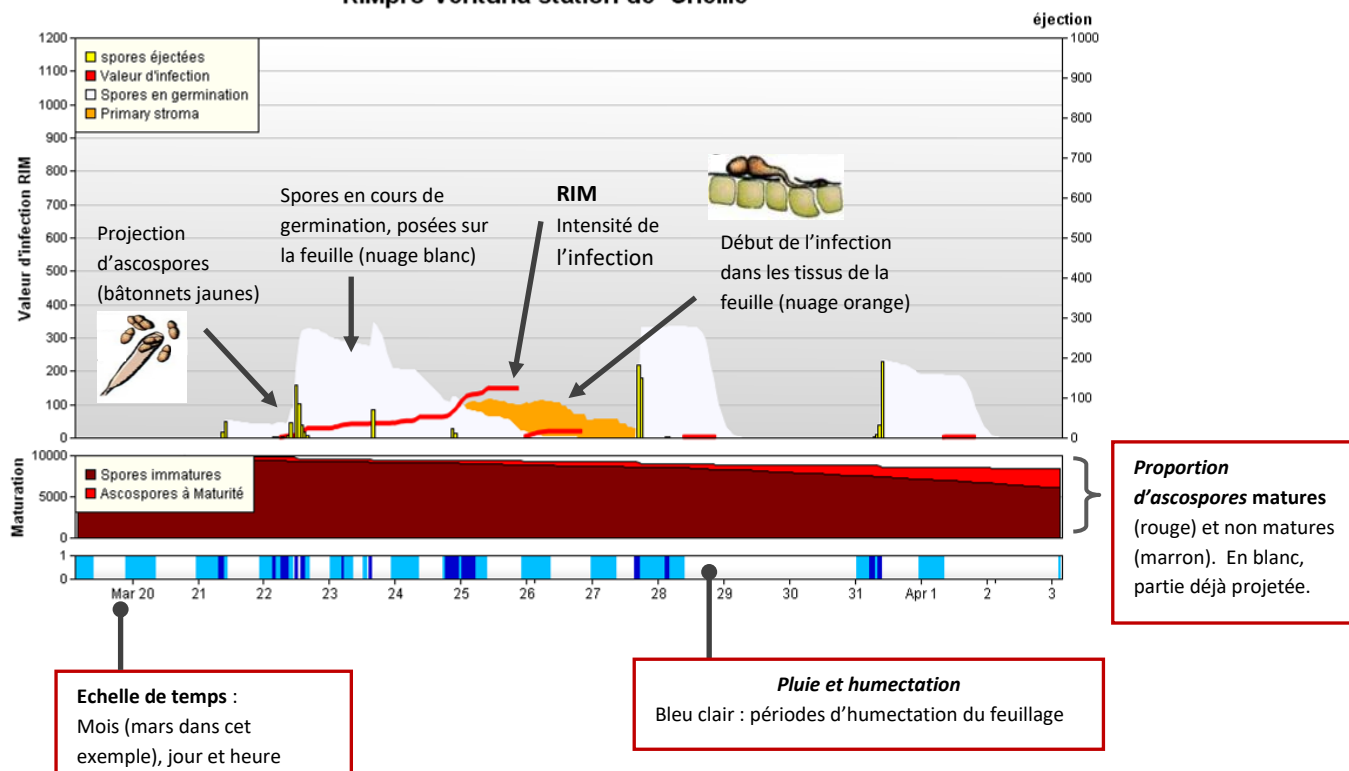 éjection
1200
1100
1000
900
800
700
600
500
400
300
200
100
0
Valeur d'infection RIM
1000
900
800
700
600
500
400
300
200
100
0
spores éjectées
Valeur d'infection
Spores en germination
Primary stroma
Projection
d'ascospores
(bâtonnets jaunes)
Spores en cours de
germination, posées sur
la feuille (nuage blanc)
RIM
Intensité de
l'infection
Début de l'infection
dans les tissus de la
feuille (nuage orange)
Maturation
10000
5000
0
Spores immatures
Ascospores à Maturité
1
0
Mar 20 21 22 23 24 25 26 27 28 29 30 31 Apr 1 2 3
Proportion
d'ascospores matures
(rouge) et non matures
(marron). En blanc,
partie déjà projetée.
Echelle de temps :
Mois (mars dans cet
exemple), jour et heure
Pluie et humectation
Bleu clair : périodes d'humectation du feuillage